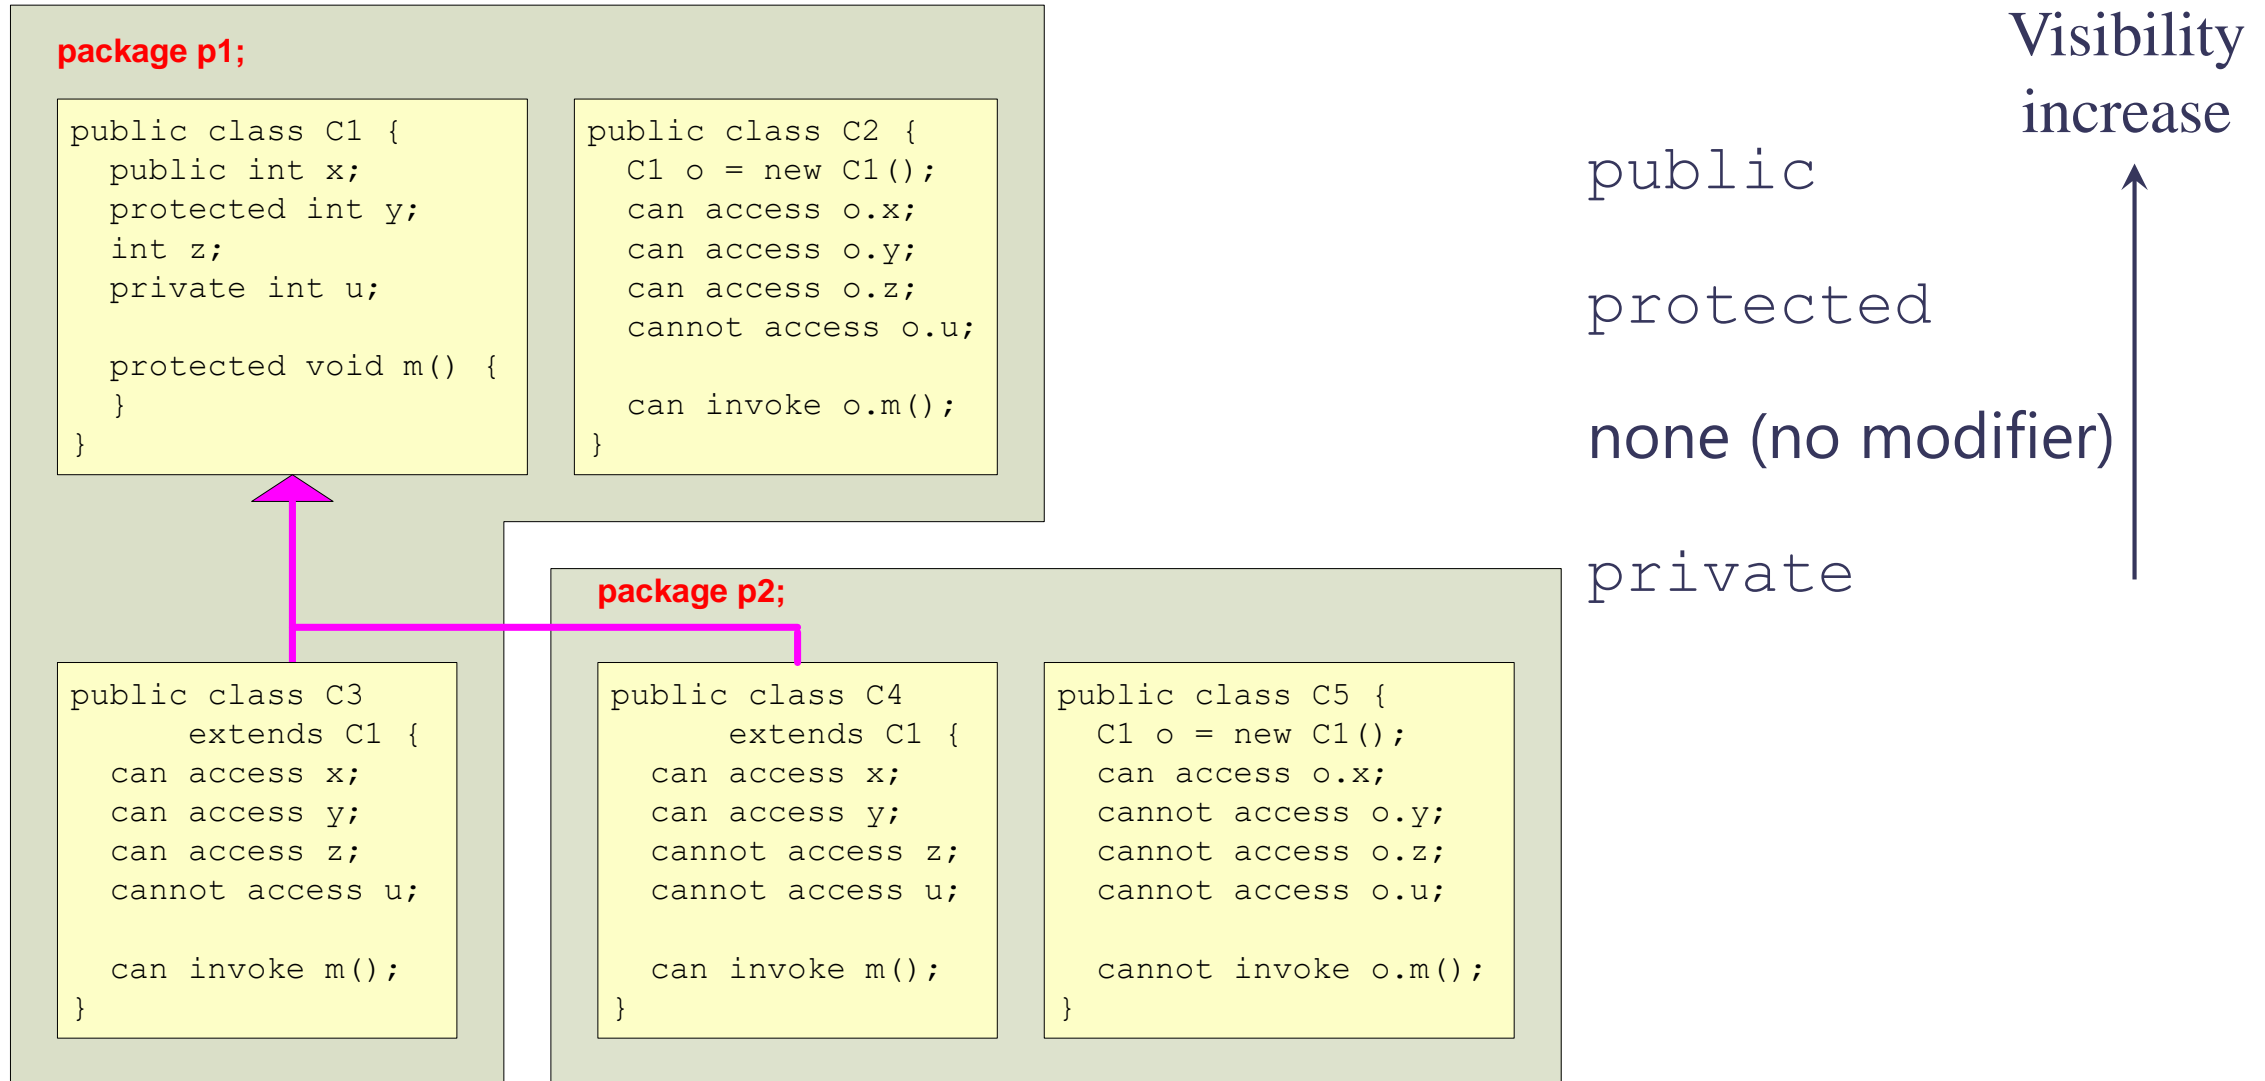 package p1;
public class C1 {
  public int x;
  protected int y;
  int z;
  private int u;

  protected void m() {
  }
}
public class C2 {
  C1 o = new C1();
  can access o.x;
  can access o.y;
  can access o.z;
  cannot access o.u;

  can invoke o.m();
}
public class C3
      extends C1 {
  can access x;
  can access y;
  can access z;
  cannot access u;

  can invoke m();
}
package p2;
public class C4
      extends C1 {
  can access x;
  can access y;
  cannot access z;
  cannot access u;

  can invoke m();
}
public class C5 {
  C1 o = new C1();
  can access o.x;
  cannot access o.y;
  cannot access o.z;
  cannot access o.u;

  cannot invoke o.m();
}
Visibility
increase
public
protected
none (no modifier)
private